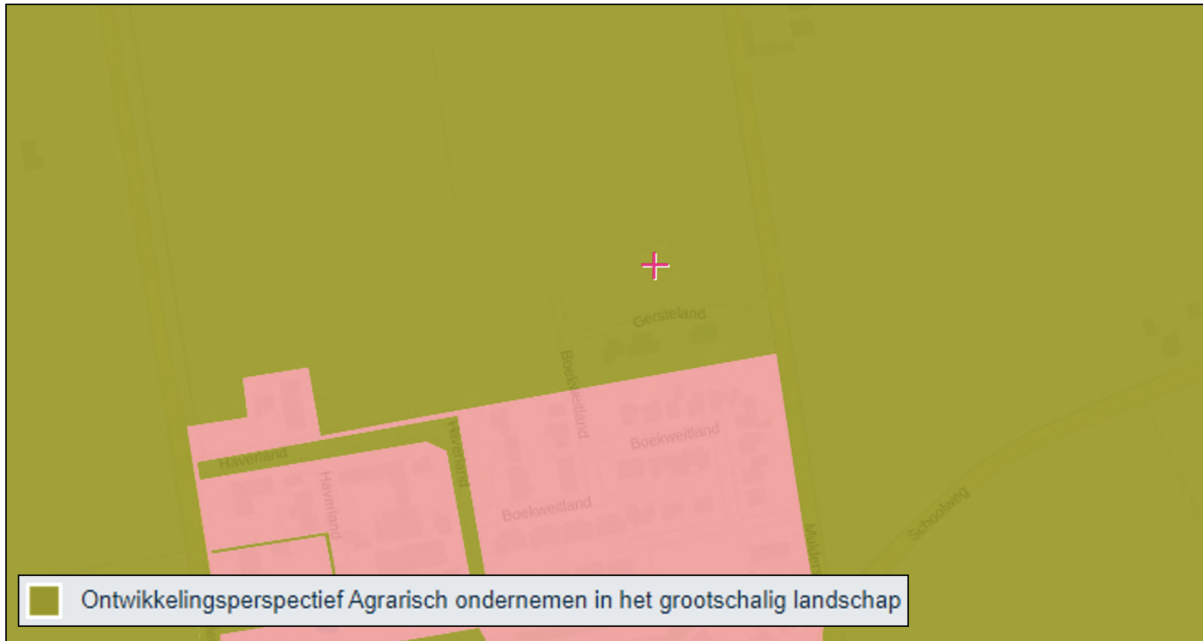 Gersteland
Boekweitland
Haverland
Haverland
Boekweitland
Haverland
Boekweitland
Schoolweg
Ontwikkelingsperspectief Agrarisch ondernemen in het grootschalig landschap